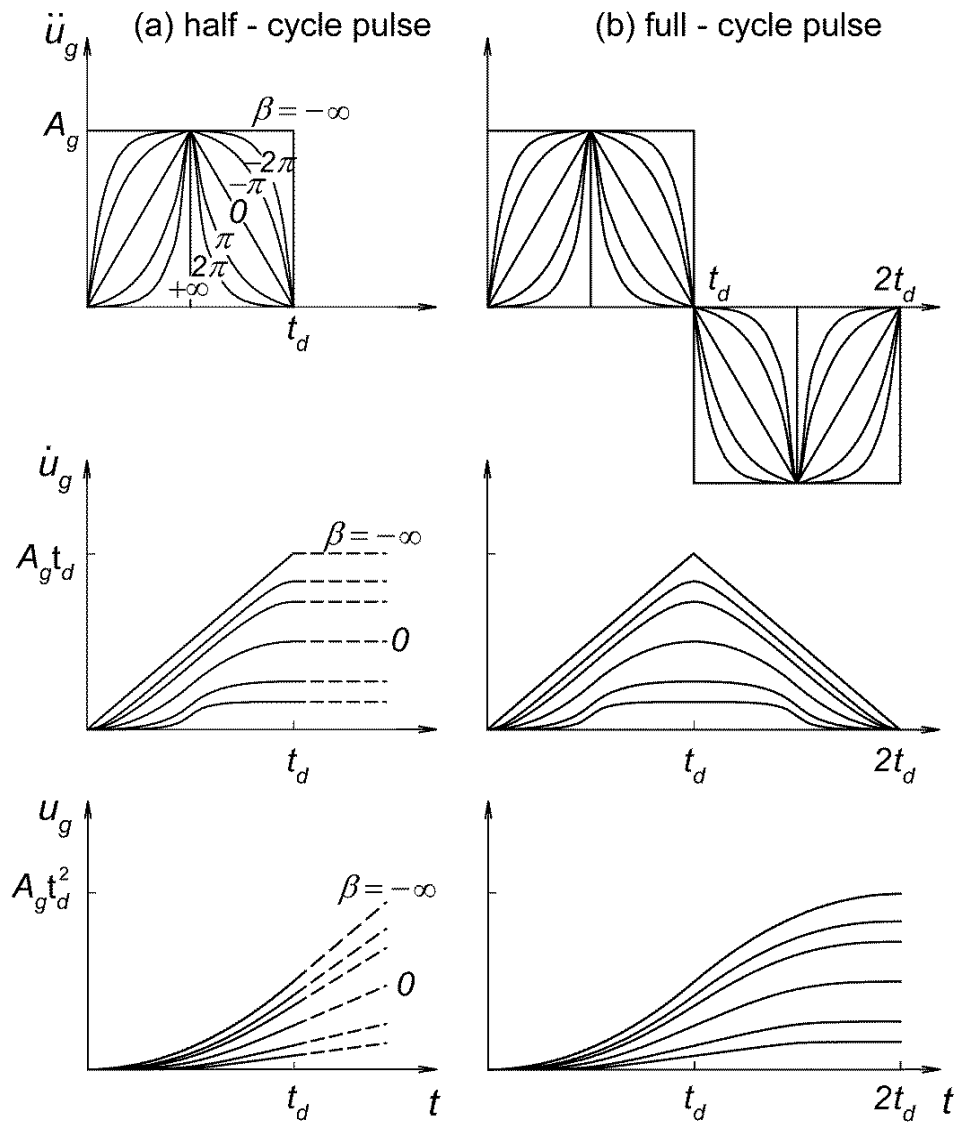 (a) half - cycle pulse
(b) full - cycle pulse
ü_g
A_g
β = −∞
−2π
−π
0
π
2π
+∞
t_d
t_d
2t_d
u̇_g
A_g t_d
β = −∞
0
t_d
t_d
2t_d
u_g
A_g t_d^2
β = −∞
0
t_d
t
t_d
2t_d
t